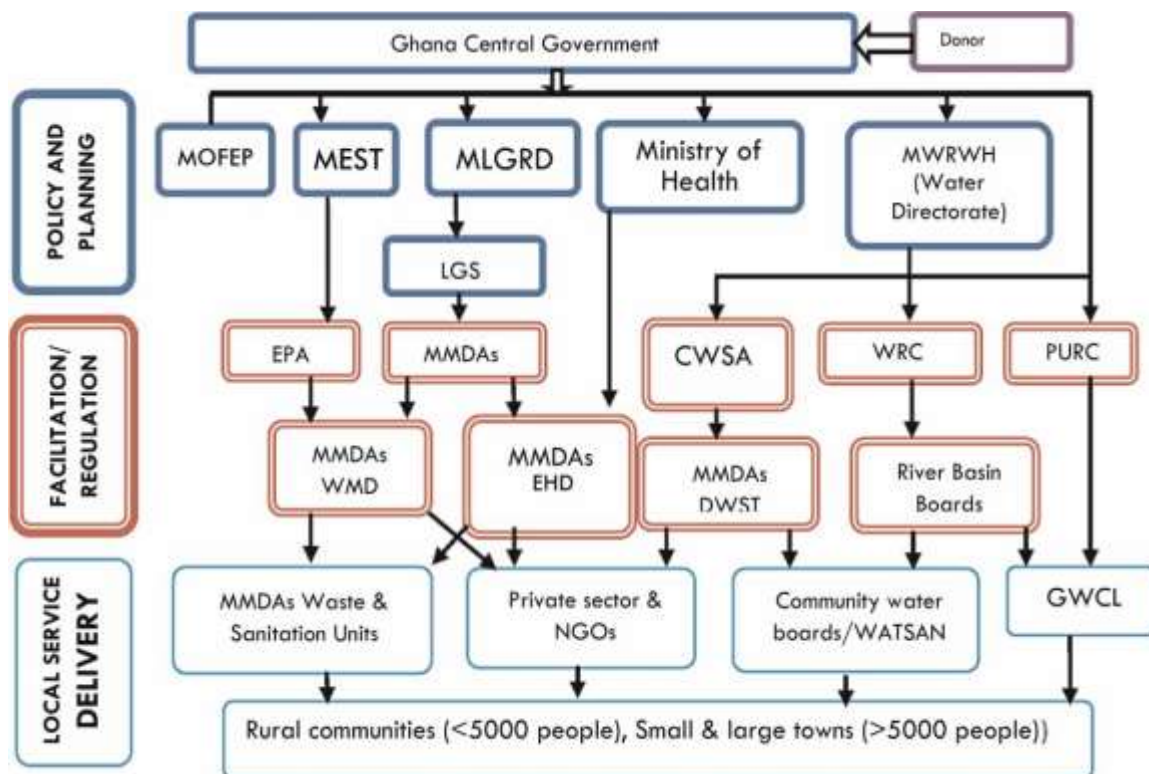 Ghana Central Government
Donor
POLICY AND
PLANNING
MOFEP
MEST
MLGRD
Ministry of
Health
MWRWH
(Water
Directorate)
LGS
FACILITATION/
REGULATION
EPA
MMDAs
CWSA
WRC
PURC
MMDAs
WMD
MMDAs
EHD
MMDAs
DWST
River Basin
Boards
LOCAL SERVICE
DELIVERY
MMDAs Waste &
Sanitation Units
Private sector &
NGOs
Community water
boards/WATSAN
GWCL
Rural communities (<5000 people), Small & large towns (>5000 people))